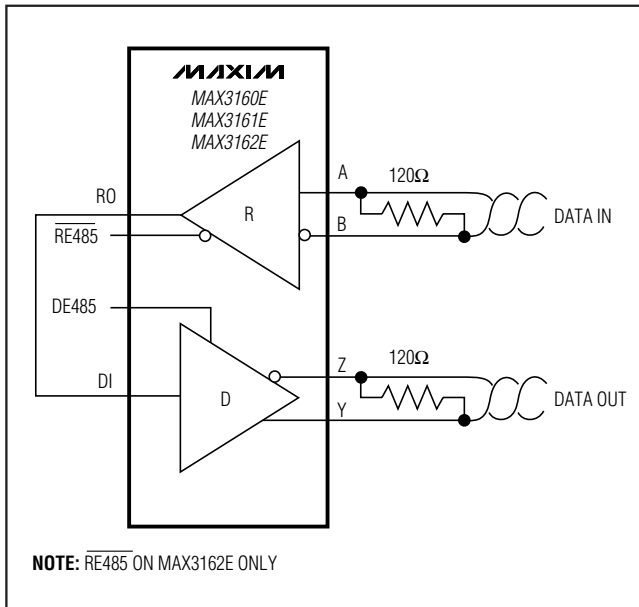 MAXIM
MAX3160E
MAX3161E
MAX3162E
RO
RE485
DE485
DI
R
D
A
B
120Ω
DATA IN
Z
Y
120Ω
DATA OUT
NOTE: RE485 ON MAX3162E ONLY